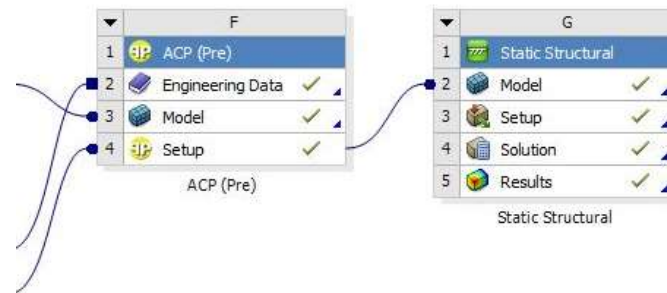 F
1 ACP (Pre)
2 Engineering Data
3 Model
4 Setup
ACP (Pre)
G
1 Static Structural
2 Model
3 Setup
4 Solution
5 Results
Static Structural